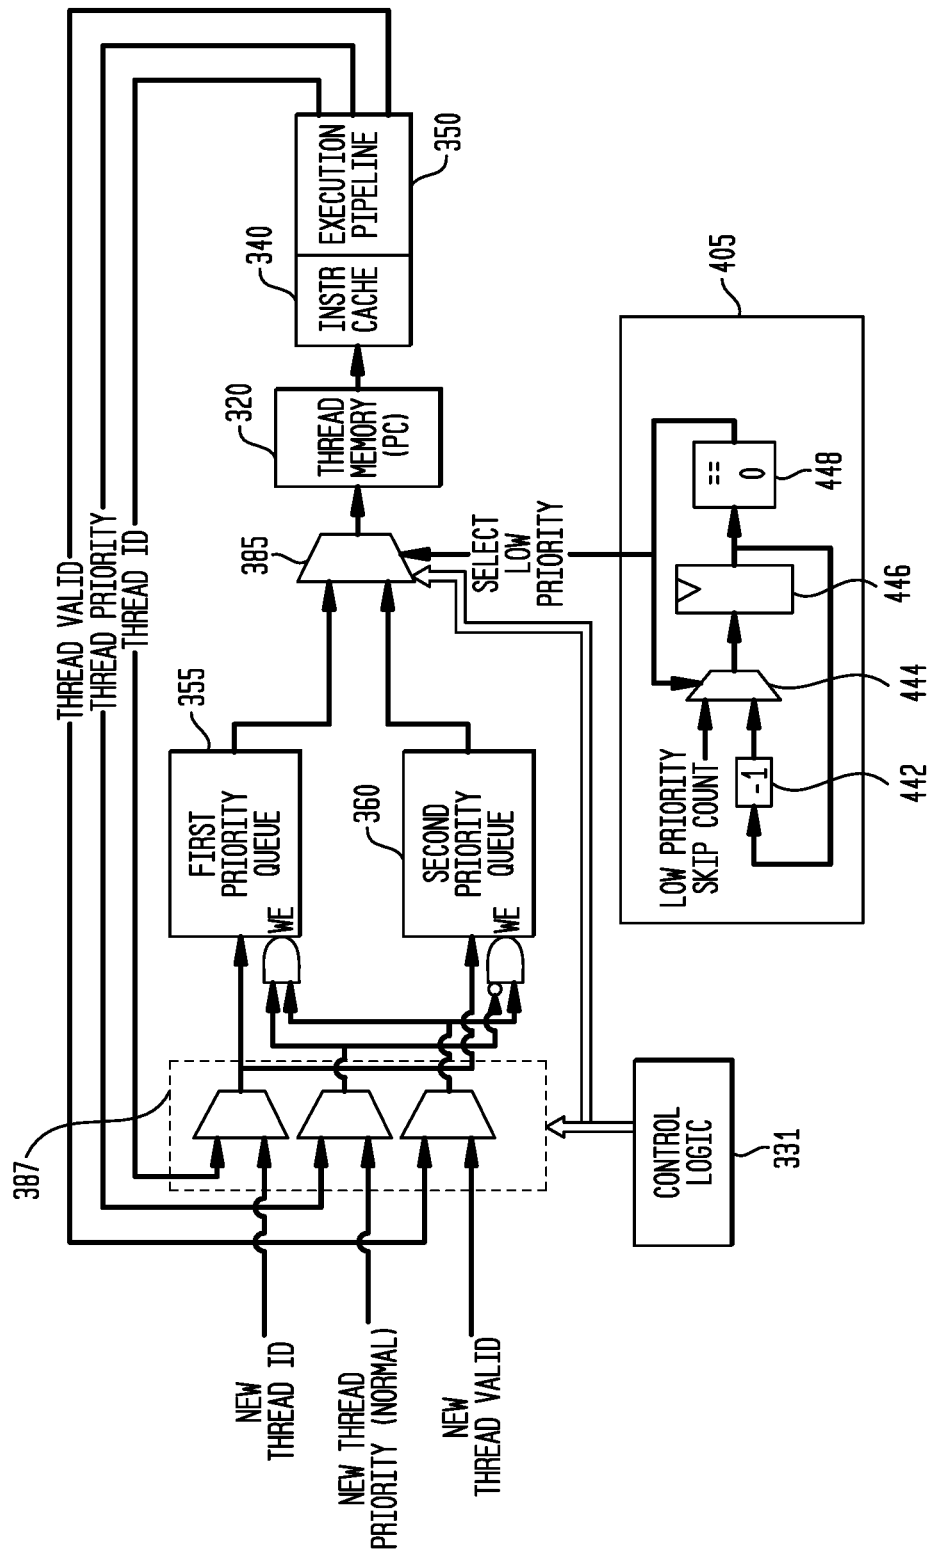 THREAD VALID
THREAD PRIORITY
THREAD ID
387
NEW
THREAD ID
NEW THREAD
PRIORITY (NORMAL)
NEW
THREAD VALID
FIRST
PRIORITY
QUEUE
WE
355
SECOND
PRIORITY
QUEUE
WE
360
385
THREAD
MEMORY
(PC)
320
INSTR
CACHE
340
EXECUTION
PIPELINE
350
SELECT
LOW
PRIORITY
CONTROL
LOGIC
331
405
LOW PRIORITY
SKIP COUNT
-1
442
444
446
==
0
448